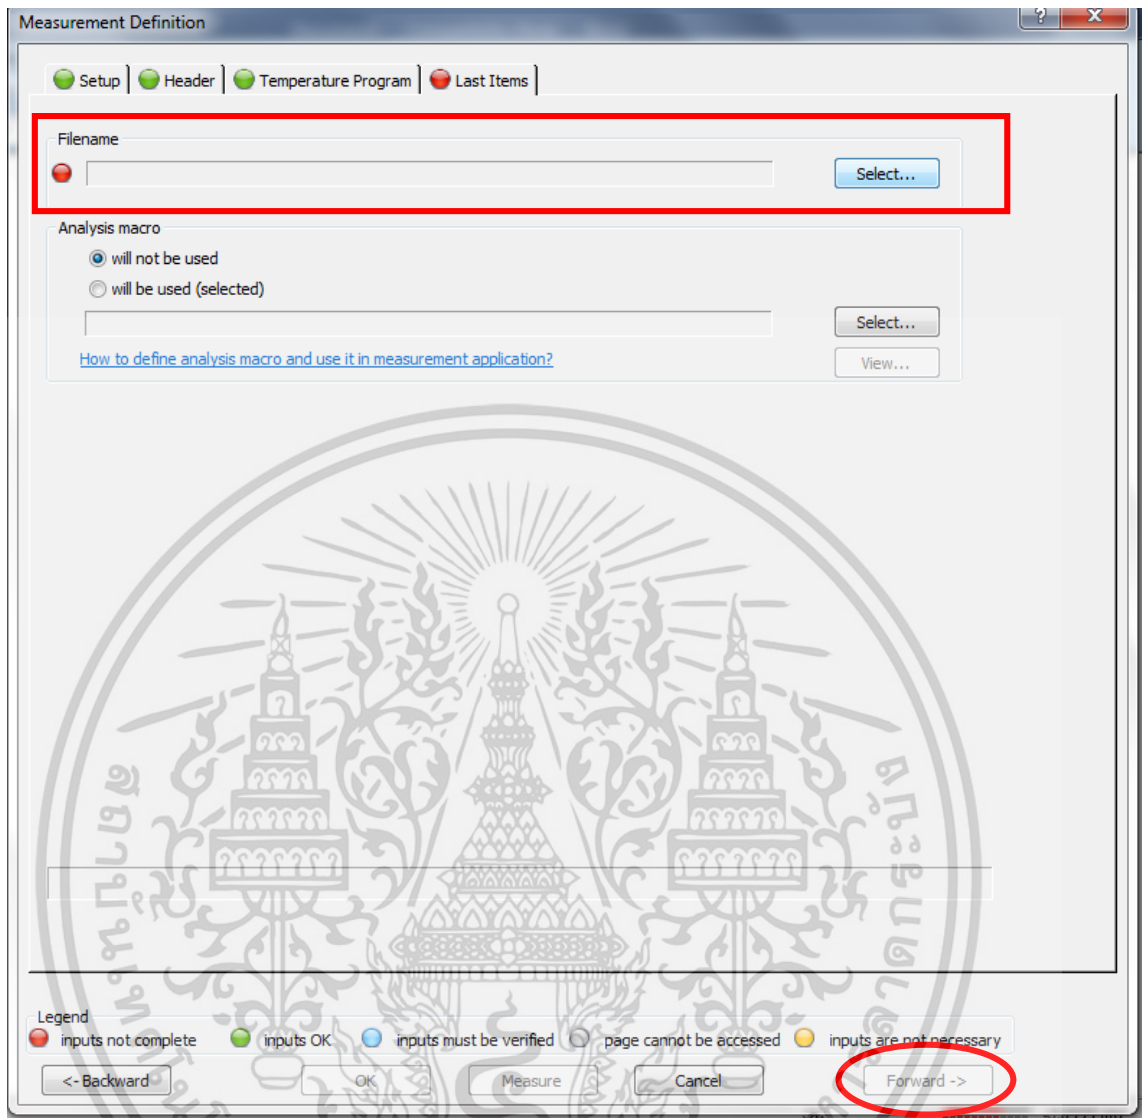 Measurement Definition
Setup Header Temperature Program Last Items
Filename
Select...
Analysis macro
will not be used
will be used (selected)
Select...
How to define analysis macro and use it in measurement application?
View...
Legend
inputs not complete inputs OK inputs must be verified page cannot be accessed inputs are not necessary
<- Backward OK Measure Cancel Forward ->